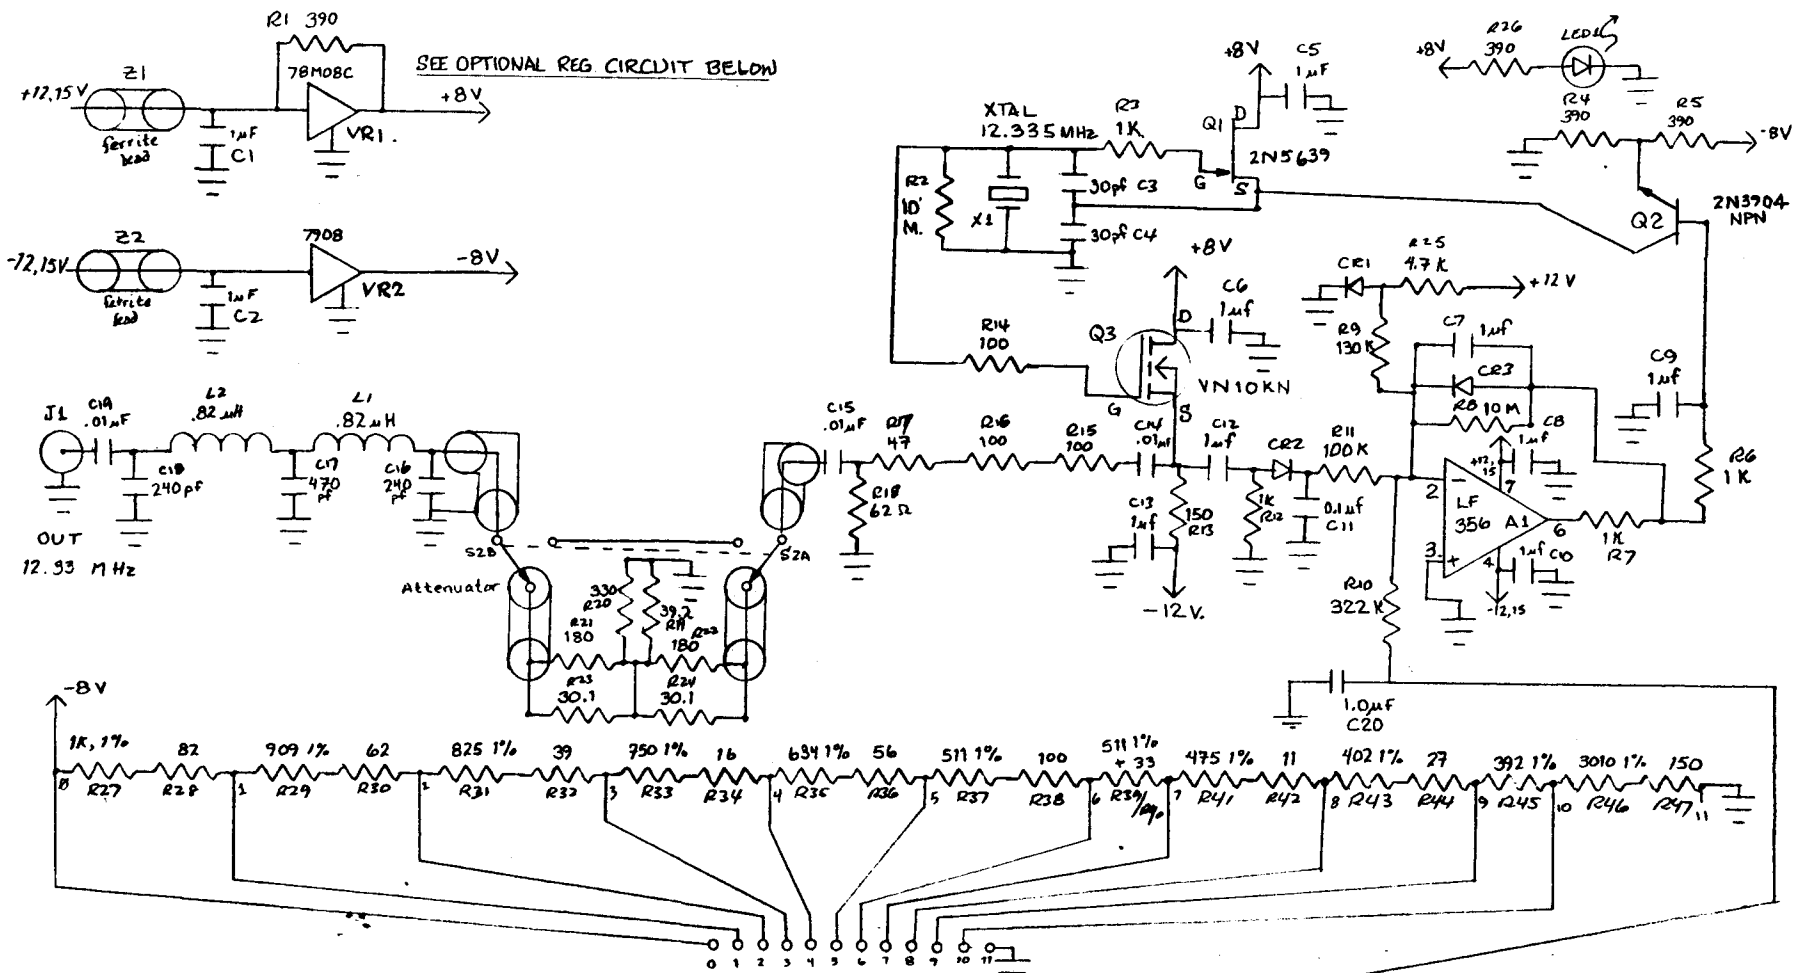 R1 390
78M08C
SEE OPTIONAL REG. CIRCUIT BELOW
Z1
+12,15V
ferrite
bead
1µF
C1
VR1.
+8V
Z2
-12,15V
ferrite
bead
1µF
C2
7908
VR2
-8V
XTAL
12.335 MHz
R3
1K
R2
10
M.
X1
30pf C3
30pf C4
+8V
C5
1µF
Q1
D
2N5639
G
S
R26
390
+8V
LED1
R4
390
R5
390
-8V
Q2
2N3904
NPN
R14
100
Q3
+8V
D
C6
1µf
VN10KN
G
S
CR1
R25
4.7K
+12V
R9
130K
C7
1µf
CR3
R8 10M
C9
1µf
R6
1K
J1
C19
.01µF
L2
.82µH
L1
.82µH
C18
240pf
C17
470
pf
C16
240
pf
OUT
12.33 MHz
C15
.01µF
R17
47
R16
100
R15
100
C14
.01µf
C12
1µf
CR2
R11
100K
R18
62Ω
C13
1µf
150
R13
1K
R12
0.1µf
C11
-12V.
+12,
15
C8
1µf
2
-
7
LF
356
A1
6
3
+
4
1µf
C10
-12,15
1K
R7
R10
322K
1.0µF
C20
S2B
S2A
Attenuator
330
R20
39.2
R19
R21
180
R22
180
R23
30.1
R24
30.1
-8V
1K, 1% 82 909 1% 62 825 1% 39 750 1% 16 634 1% 56 511 1% 100 511 1% + 33 475 1% 11 402 1% 27 392 1% 3010 1% 150
0 R27 R28 1 R29 R30 2 R31 R32 3 R33 R34 4 R35 R36 5 R37 R38 6 R39/R40 7 R41 R42 8 R43 R44 9 R45 10 R46 R47 11
0 1 2 3 4 5 6 7 8 9 10 11